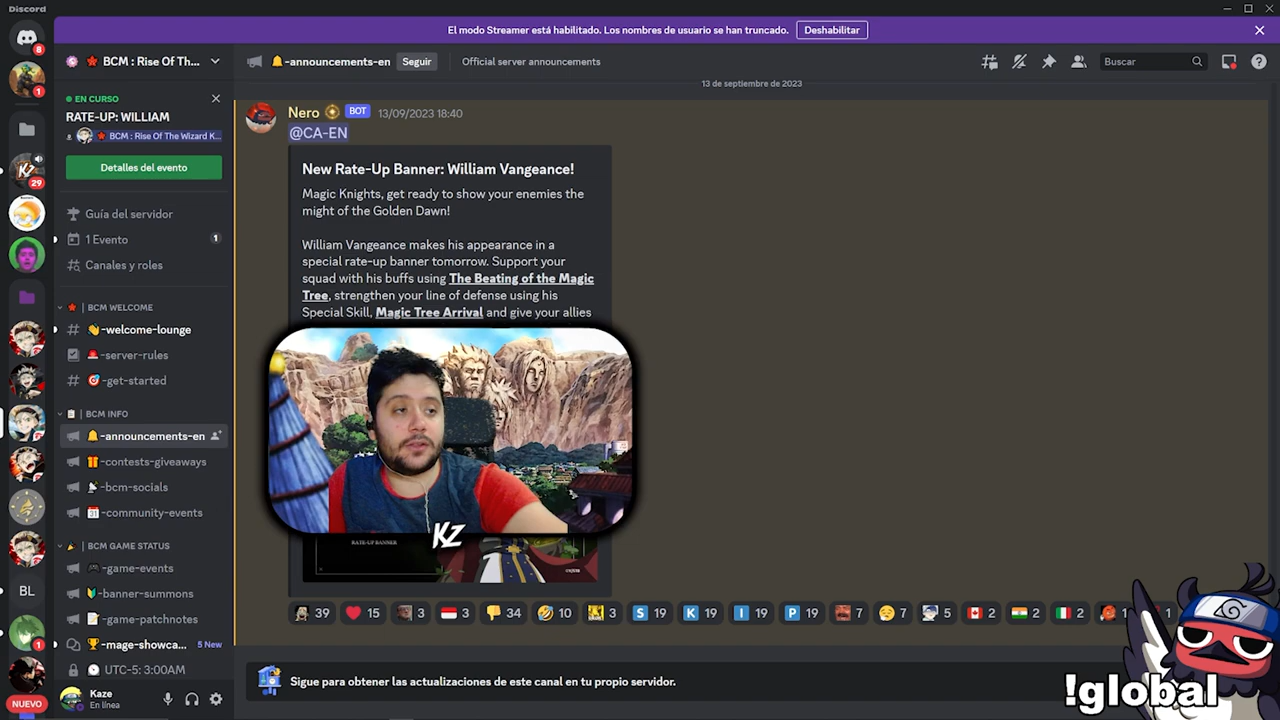 Discord
El modo Streamer está habilitado. Los nombres de usuario se han truncado.
Deshabilitar
BCM : Rise Of Th...
-announcements-en
Seguir
Official server announcements
Buscar
8
1
29
1
NUEVO
BL
EN CURSO
RATE-UP: WILLIAM
BCM : Rise Of The Wizard K...
Detalles del evento
Guía del servidor
1 Evento
1
Canales y roles
BCM WELCOME
-welcome-lounge
-server-rules
-get-started
BCM INFO
-announcements-en
-contests-giveaways
-bcm-socials
-community-events
BCM GAME STATUS
-game-events
-banner-summons
-game-patchnotes
-mage-showca...
5 New
UTC-5: 3:00AM
Kaze
En línea
13 de septiembre de 2023
Nero
BOT
13/09/2023 18:40
@CA-EN
New Rate-Up Banner: William Vangeance!
Magic Knights, get ready to show your enemies the
might of the Golden Dawn!
William Vangeance makes his appearance in a
special rate-up banner tomorrow. Support your
squad with his buffs using The Beating of the Magic
Tree, strengthen your line of defense using his
Special Skill, Magic Tree Arrival and give your allies
KZ
RATE-UP BANNER
39
15
3
3
34
10
3
S 19
K 19
I 19
P 19
7
7
5
2
2
2
1
1
Sigue para obtener las actualizaciones de este canal en tu propio servidor.
!global